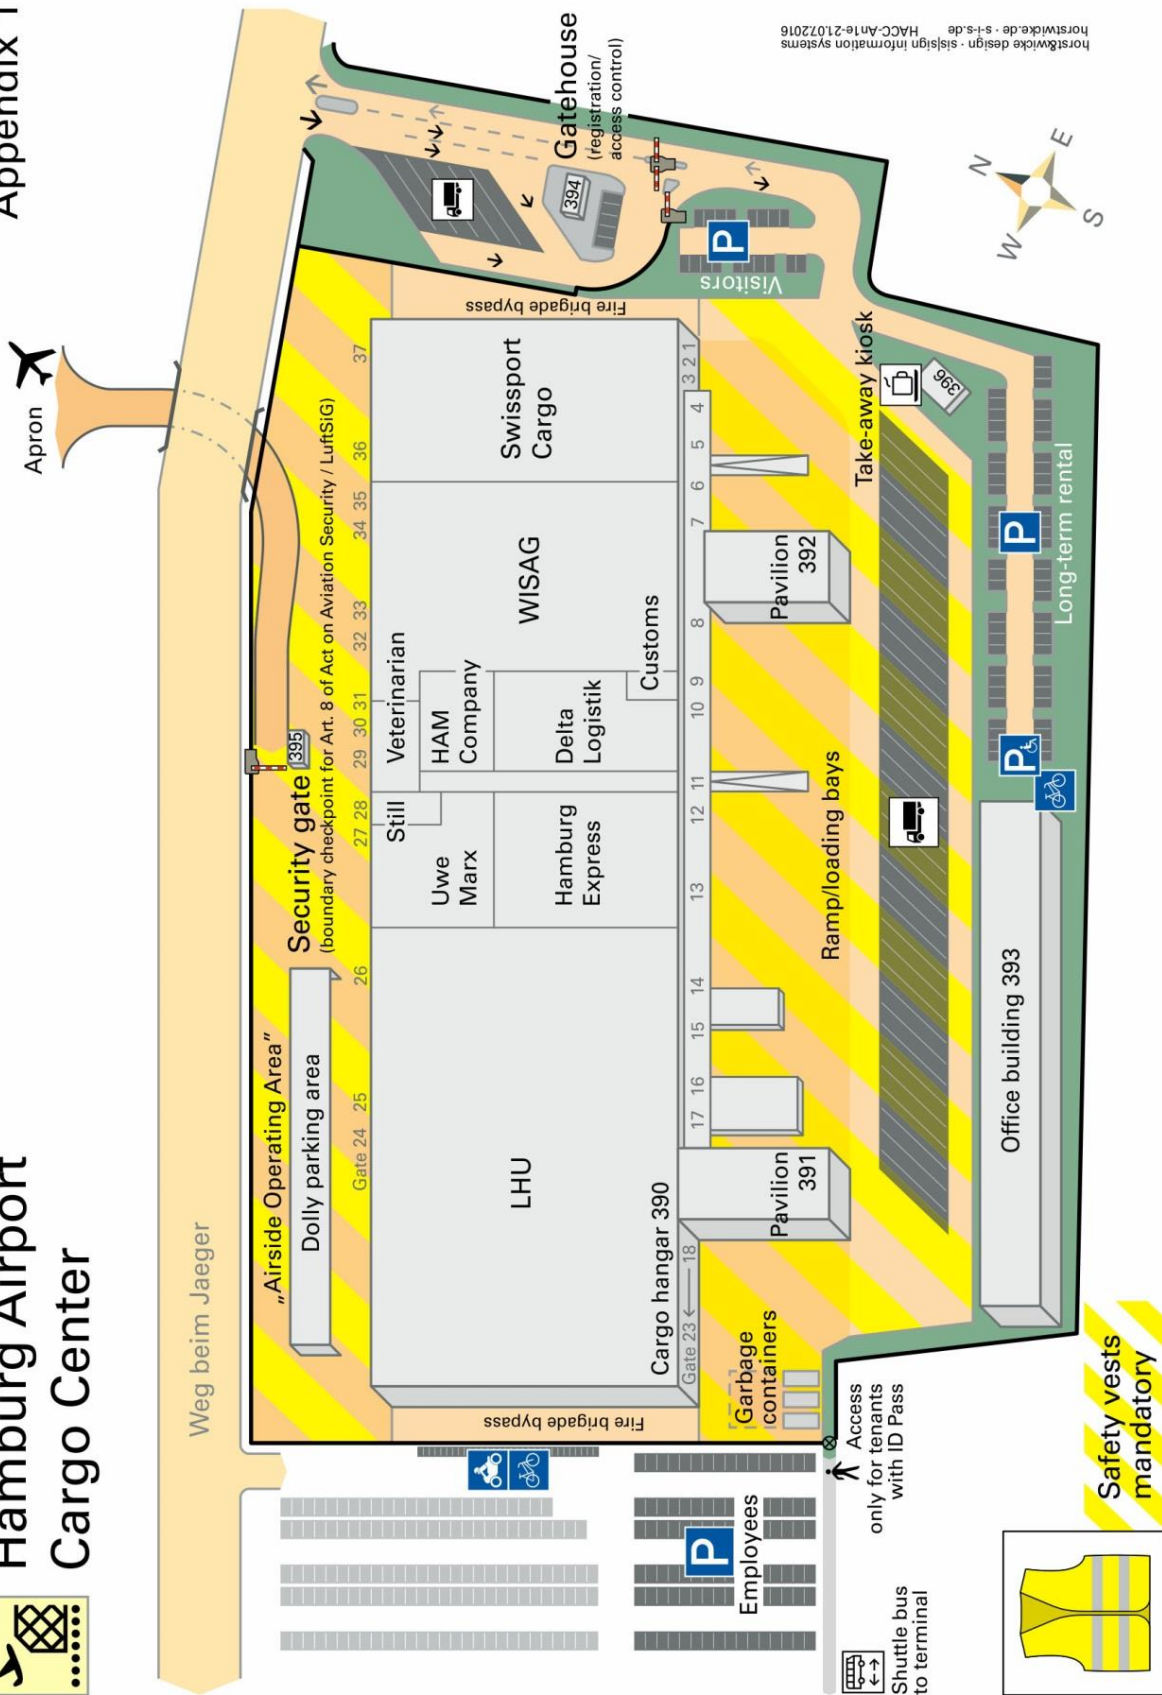 Hamburg Airport
Cargo Center
Appendix 1
Weg beim Jaeger
Apron
„Airside Operating Area”
Dolly parking area
Security gate
(boundary checkpoint for Art. 8 of Act on Aviation Security / LuftSiG)
395
Gate 24
25
26
27
28
29
30
31
32
33
34
35
36
37
Fire brigade bypass
LHU
Uwe
Marx
Still
Hamburg
Express
Veterinarian
HAM
Company
Delta
Logistik
Customs
WISAG
Swissport
Cargo
Fire brigade bypass
Cargo hangar 390
Gate 23
18
17
16
15
14
13
12
11
10
9
8
7
6
5
4
3
2
1
Pavilion
391
Pavilion
392
Garbage
containers
Ramp/loading bays
Take-away kiosk
396
Gatehouse
(registration/
access control)
394
P
Visitors
P
Long-term rental
P
Office building 393
P
Employees
Access
only for tenants
with ID Pass
Shuttle bus
to terminal
Safety vests
mandatory
N
E
S
W
horst&wicke design · sis|sign information systems
horstwicke.de · s-i-s.de HACC-An1e-21.07.2016